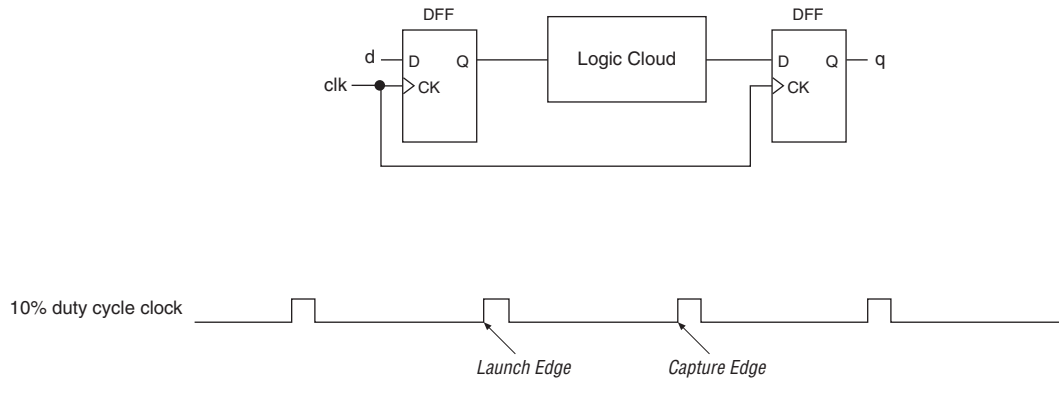 DFF DFF
d D Q Logic Cloud D Q q
clk CK CK
10% duty cycle clock
Launch Edge Capture Edge